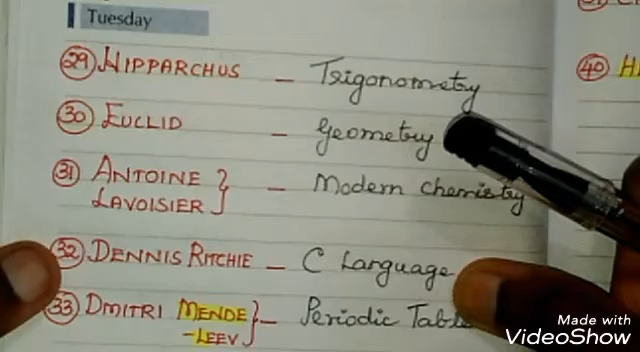 Tuesday
29 HIPPARCHUS - Trigonometry
30 EUCLID - Geometry
31 ANTOINE
LAVOISIER } - Modern Chemistry
32 DENNIS RITCHIE - C Language
33 DMITRI MENDE
-LEEV } - Periodic Table
40
Made with
VideoShow